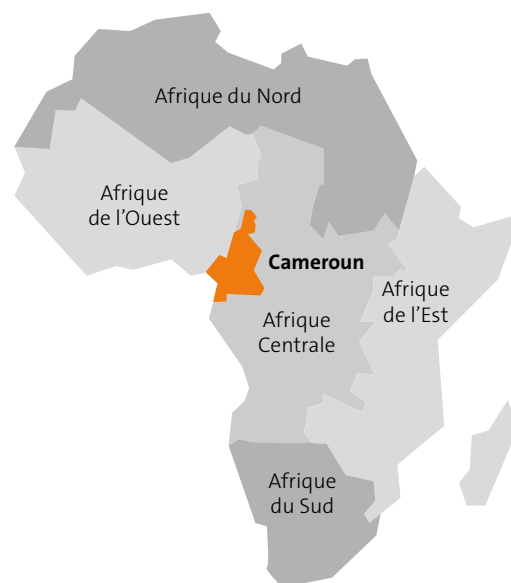 Afrique du Nord
Afrique
de l’Ouest
Cameroun
Afrique
de l’Est
Afrique
Centrale
Afrique
du Sud